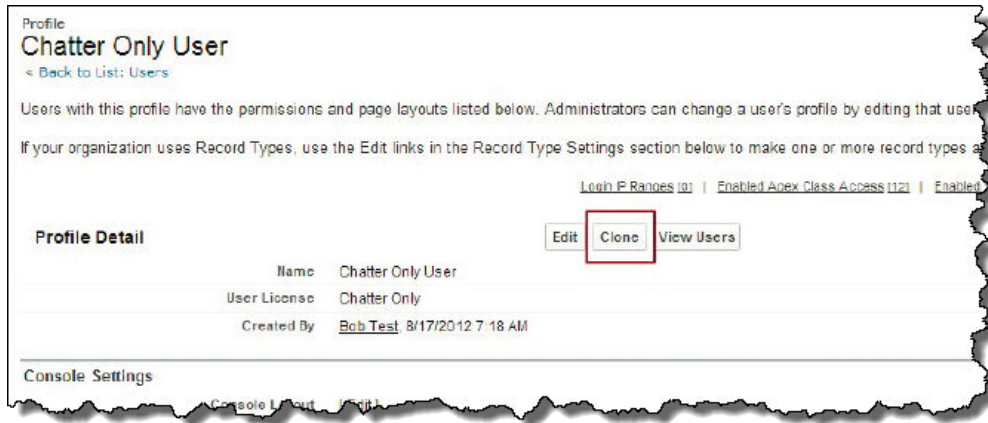 Profile
Chatter Only User
« Back to List: Users
Users with this profile have the permissions and page layouts listed below. Administrators can change a user's profile by editing that user
If your organization uses Record Types, use the Edit links in the Record Type Settings section below to make one or more record types a
Login IP Ranges [0] | Enabled Apex Class Access [12] | Enabled
Profile Detail Edit Clone View Users
Name Chatter Only User
User License Chatter Only
Created By Bob Test, 8/17/2012 7:18 AM
Console Settings
Console Layout [ Edit ]